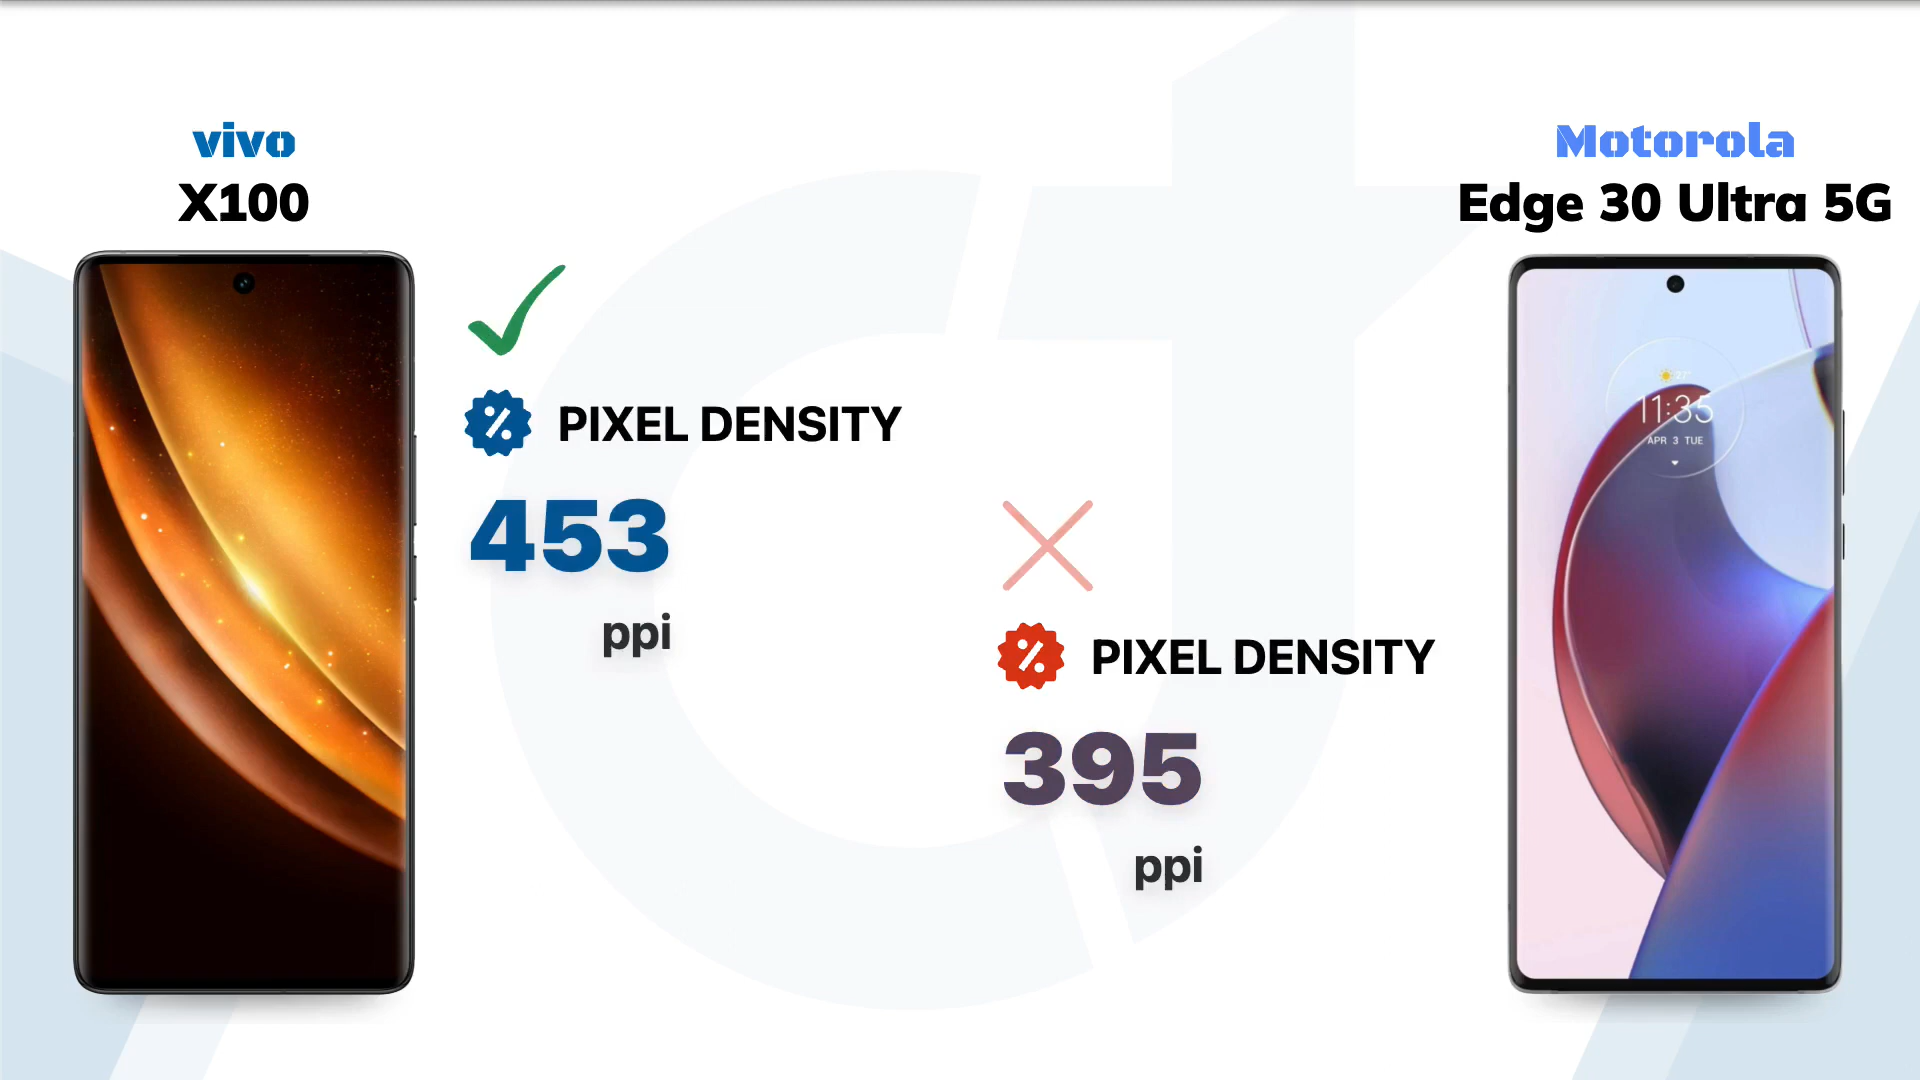 vivo
X100
PIXEL DENSITY
453
ppi
Motorola
Edge 30 Ultra 5G
PIXEL DENSITY
395
ppi
27°
11:35
APR 3 TUE